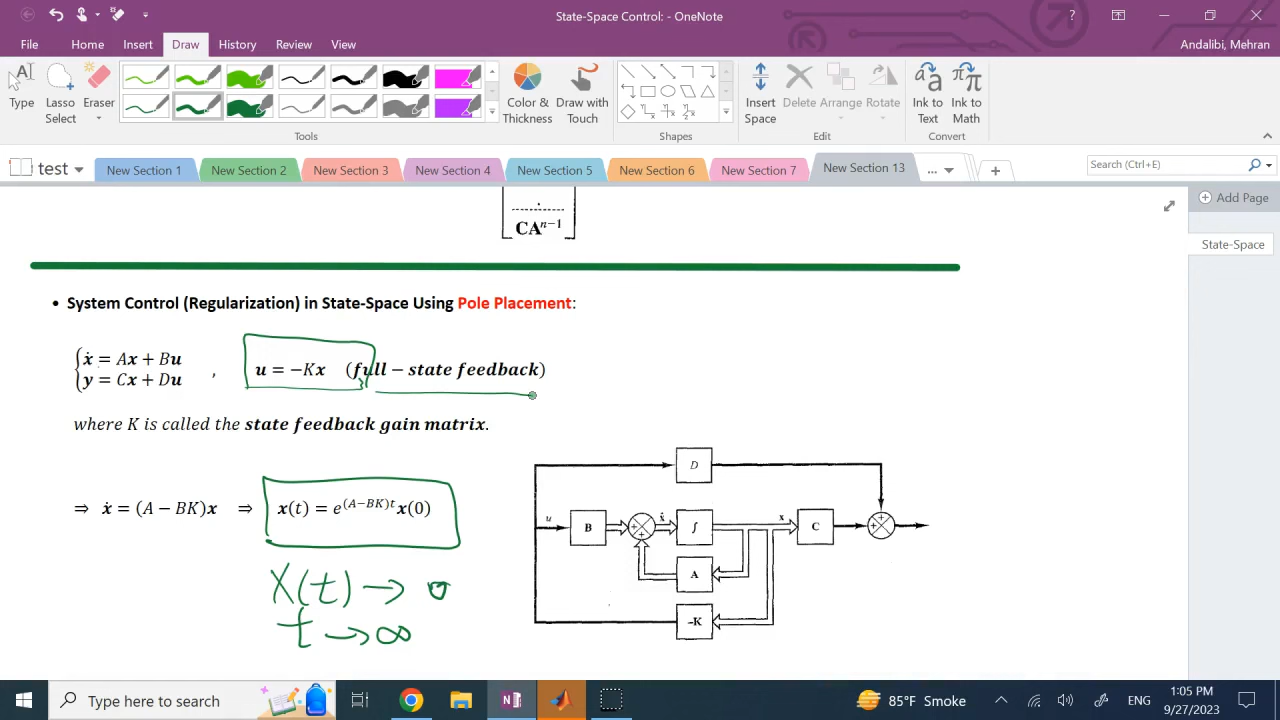 State-Space Control: - OneNote
?
File Home Insert Draw History Review View
Andalibi, Mehran
Type
Lasso Select
Eraser
Color & Thickness
Draw with Touch
Insert Space
Delete
Arrange
Rotate
Ink to Text
Ink to Math
Tools
Shapes
Edit
Convert
test
New Section 1
New Section 2
New Section 3
New Section 4
New Section 5
New Section 6
New Section 7
New Section 13
...
Search (Ctrl+E)
Add Page
State-Space
CAⁿ⁻¹
• System Control (Regularization) in State-Space Using Pole Placement:
ẋ = Ax + Bu
y = Cx + Du
, u = −Kx (full − state feedback)
where K is called the state feedback gain matrix.
⇒ ẋ = (A − BK)x ⇒ x(t) = e^(A−BK)t x(0)
X(t) → 0
t → ∞
D
u
B
ẋ
∫
x
C
A
−K
Type here to search
85°F Smoke
ENG
1:05 PM
9/27/2023